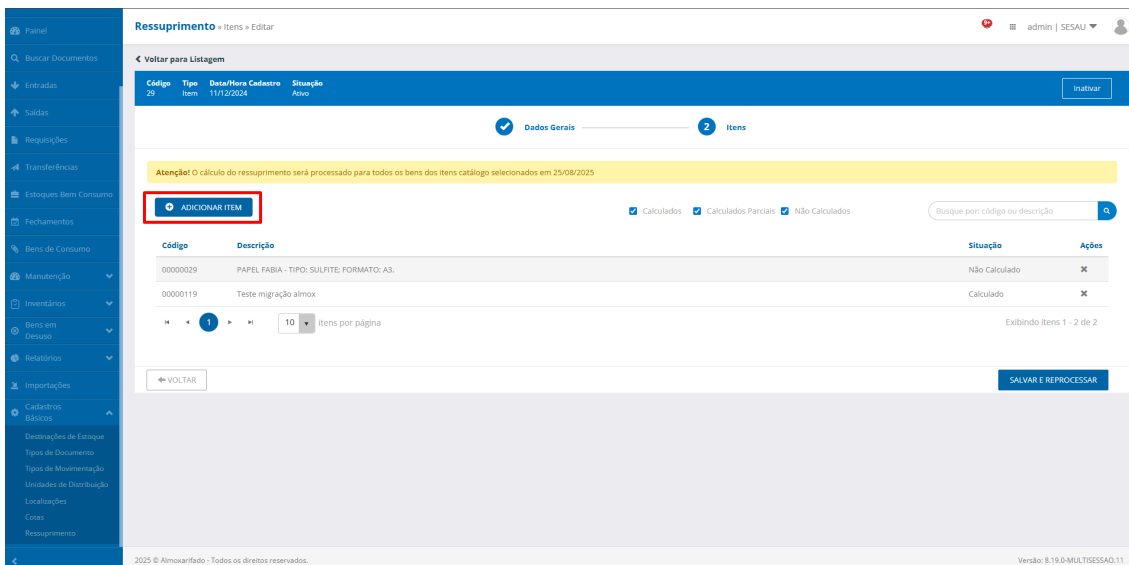 Painel
Buscar Documentos
Entradas
Saídas
Requisições
Transferências
Estoques Bem Consumo
Fechamentos
Bens de Consumo
Manutenção
Inventários
Bens em
Desuso
Relatórios
Importações
Cadastros
Básicos
Destinações de Estoque
Tipos de Documento
Tipos de Movimentação
Unidades de Distribuição
Localizações
Cotas
Ressuprimento
Ressuprimento » Itens » Editar
9+
admin | SESAU
Voltar para Listagem
Código Tipo Data/Hora Cadastro Situação
29 Item 11/12/2024 Ativo
Inativar
Dados Gerais
2 Itens
Atenção! O cálculo do ressuprimento será processado para todos os bens dos itens catálogo selecionados em 25/08/2025
ADICIONAR ITEM
Calculados Calculados Parciais Não Calculados
Busque por: código ou descrição
Código Descrição Situação Ações
00000029 PAPEL FABIA - TIPO: SULFITE; FORMATO: A3. Não Calculado
00000119 Teste migração almox Calculado
1 10 itens por página Exibindo itens 1 - 2 de 2
VOLTAR
SALVAR E REPROCESSAR
2025 © Almoxarifado - Todos os direitos reservados. Versão: 8.19.0-MULTISESSAO.11